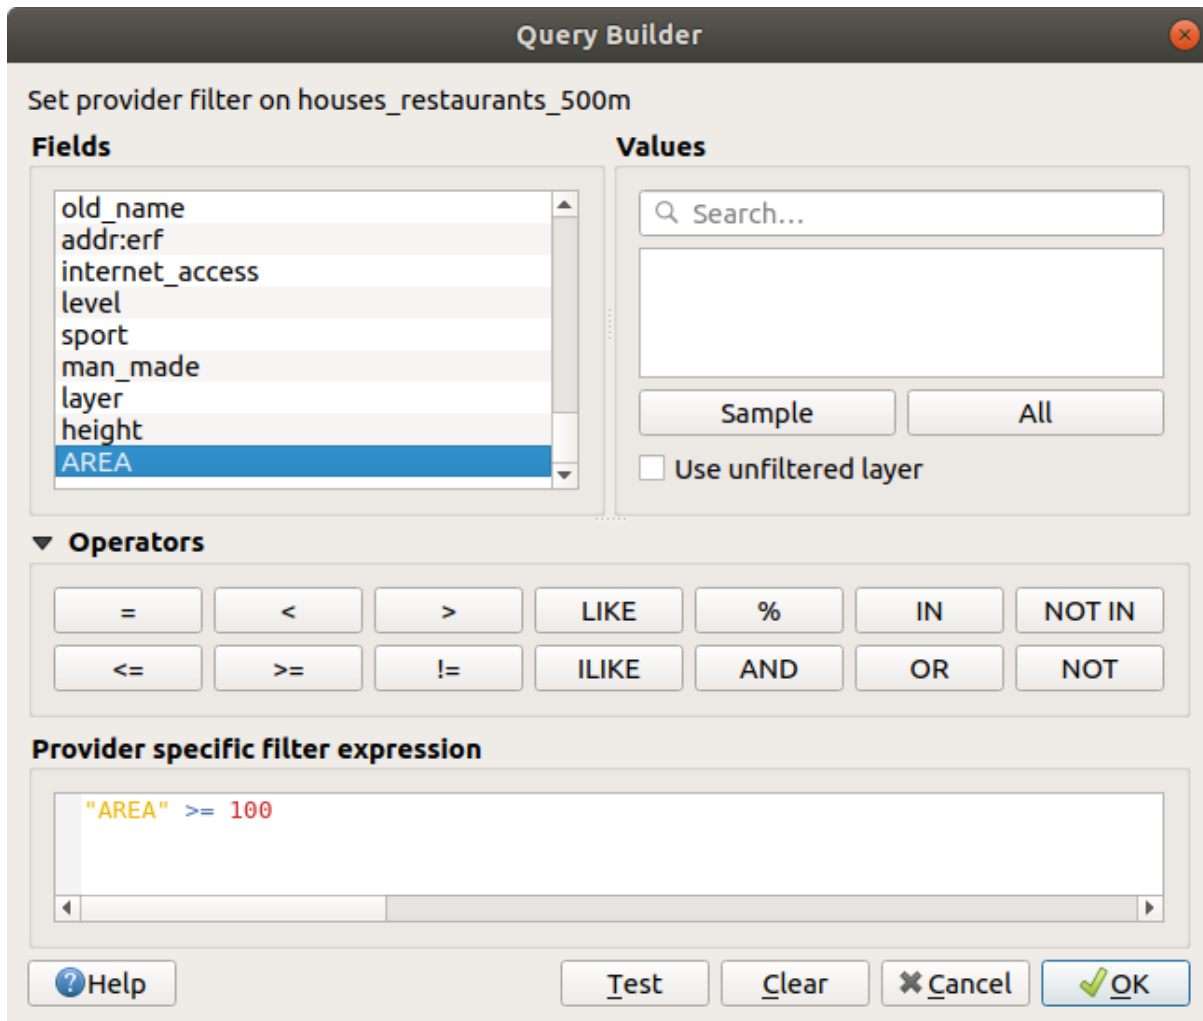 Query Builder
Set provider filter on houses_restaurants_500m
Fields
Values
old_name
addr:erf
internet_access
level
sport
man_made
layer
height
AREA
Search...
Sample All
Use unfiltered layer
Operators
= < > LIKE % IN NOT IN
<= >= != ILIKE AND OR NOT
Provider specific filter expression
"AREA" >= 100
Help Test Clear Cancel OK